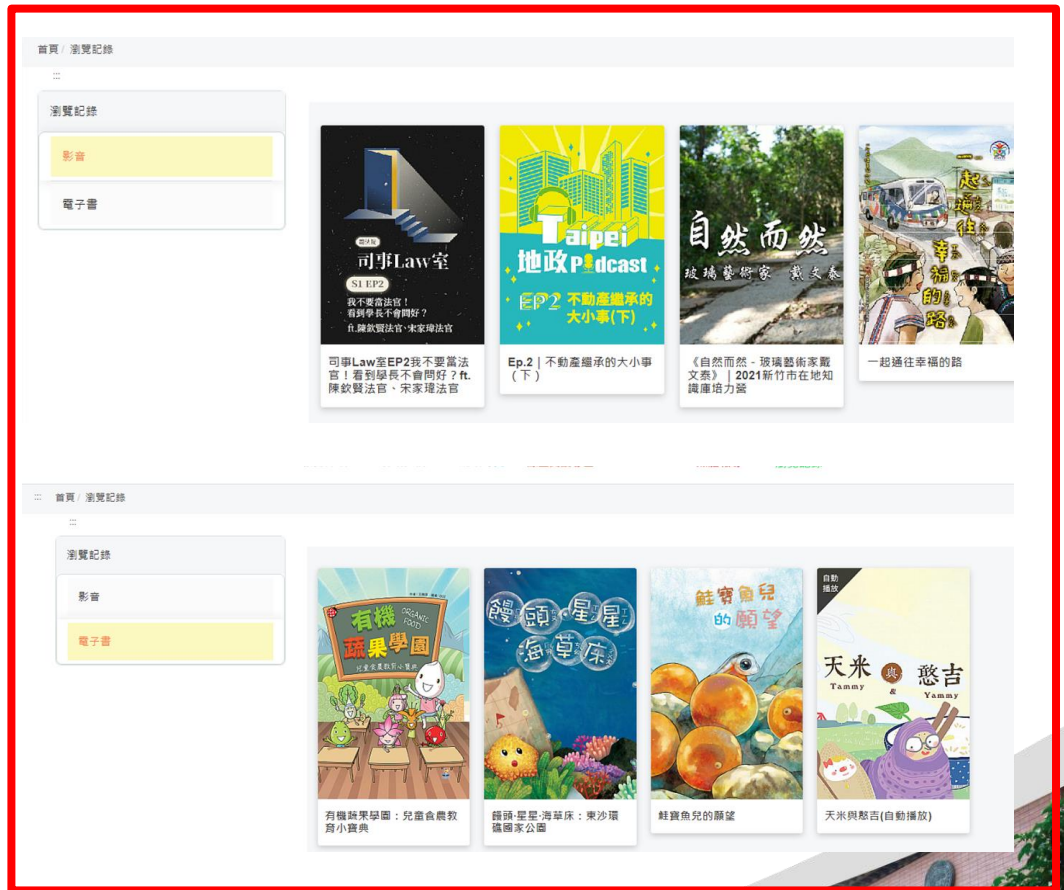 首頁 / 瀏覽記錄
:::
瀏覽記錄
影音
電子書
司事Law室
S1 EP2
我不要當法官!
看到學長不會問好?
ft.陳欽賢法官、宋家瑋法官
司事Law室EP2我不要當法
官!看到學長不會問好?ft.
陳欽賢法官、宋家瑋法官
Taipei
地政Podcast
EP2 不動產繼承的
大小事(下)
Ep.2 | 不動產繼承的大小事
(下)
自然而然
玻璃藝術家 戴文泰
《自然而然 - 玻璃藝術家戴
文泰》 | 2021新竹市在地知
識庫培力營
一起通往幸福的路
一起通往幸福的路
::: 首頁 / 瀏覽記錄
:::
瀏覽記錄
影音
電子書
有機 ORGANIC FOOD
蔬果學園
兒童食農教育小寶典
有機蔬果學園:兒童食農教
育小寶典
饅頭·星星
海草床
饅頭·星星·海草床:東沙環
礁國家公園
鮭寶魚兒
的願望
鮭寶魚兒的願望
自動
播放
天米與憨吉
Tammy & Yammy
天米與憨吉(自動播放)